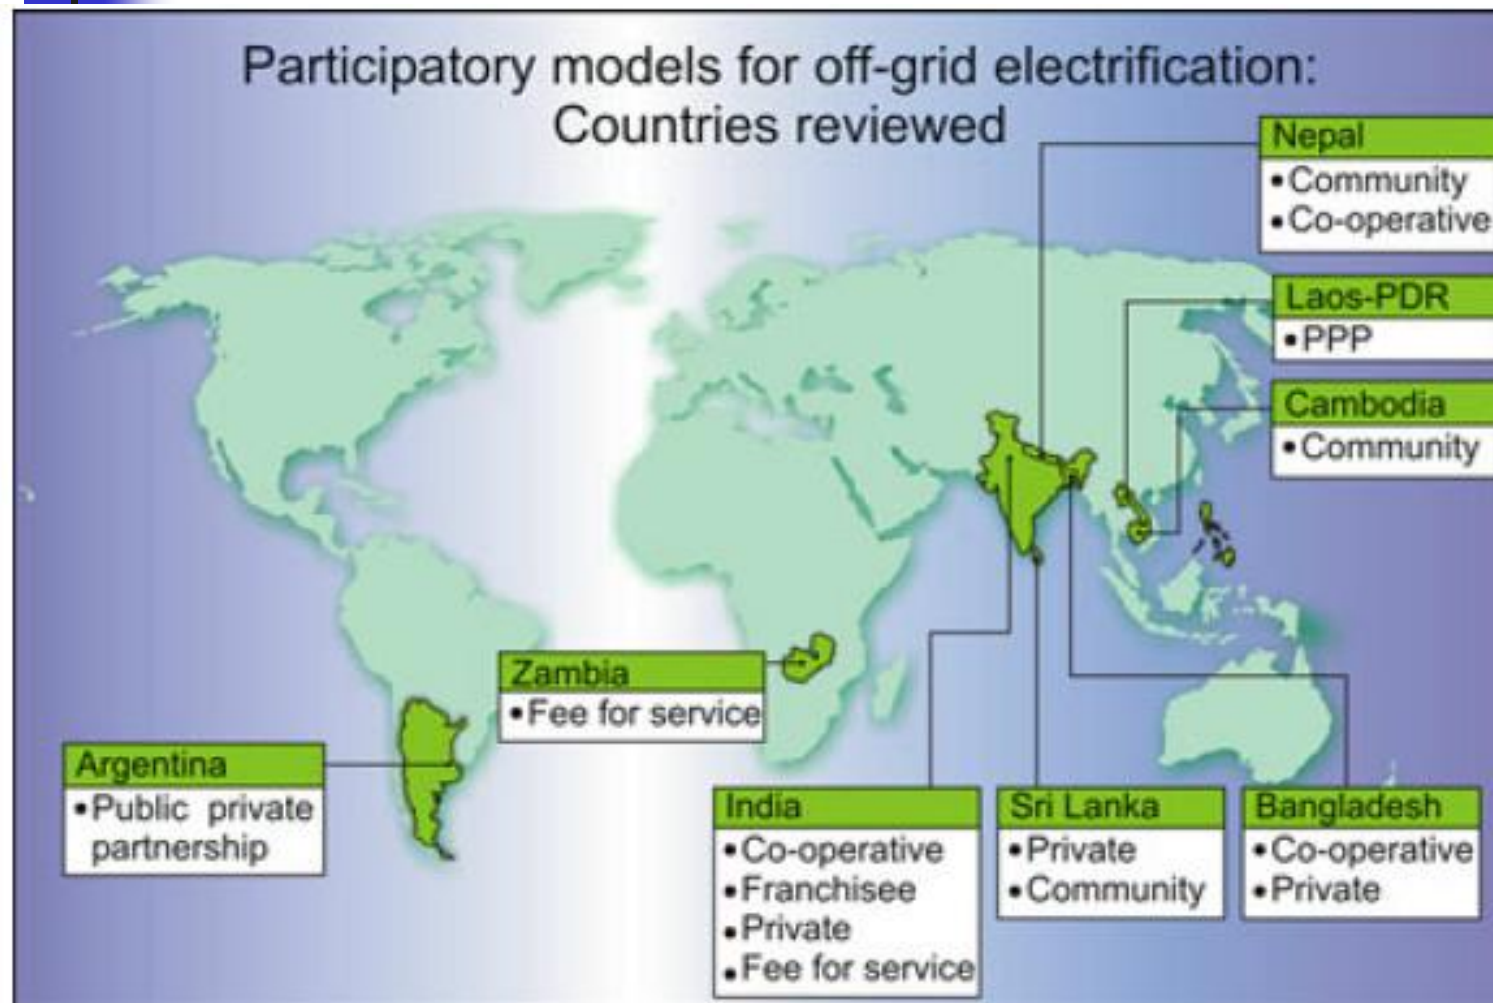 Participatory models for off-grid electrification:
Countries reviewed
Nepal
•Community
•Co-operative
Laos-PDR
•PPP
Cambodia
•Community
Zambia
•Fee for service
Argentina
•Public private
partnership
India
•Co-operative
•Franchisee
•Private
•Fee for service
Sri Lanka
•Private
•Community
Bangladesh
•Co-operative
•Private